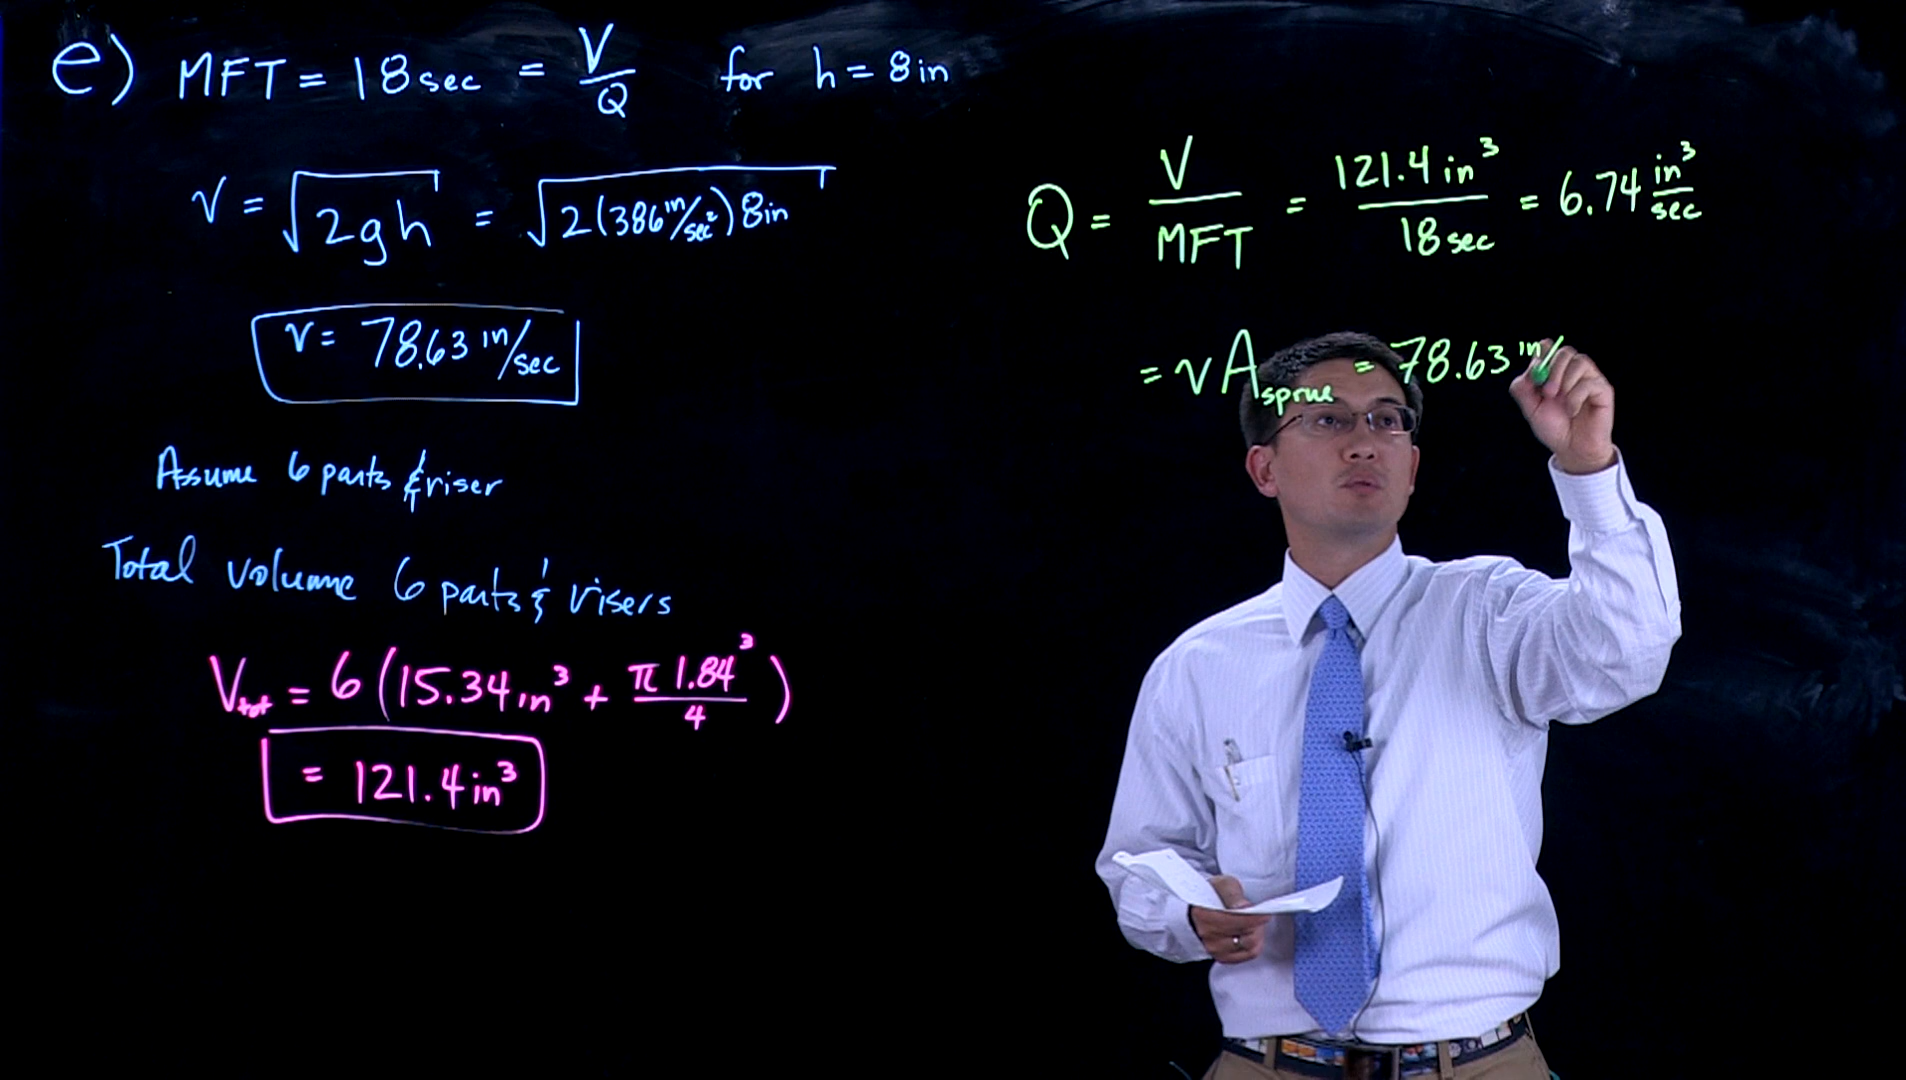 e) MFT = 18 sec = V/Q for h = 8 in
v = √(2gh) = √(2(386 in/sec²)8in)
v = 78.63 in/sec
Assume 6 parts & riser
Total volume 6 parts & risers
V_tot = 6 (15.34 in³ + π 1.84³/4)
= 121.4 in³
Q = V/MFT = 121.4 in³/18 sec = 6.74 in³/sec
= v A_sprue = 78.63 in/